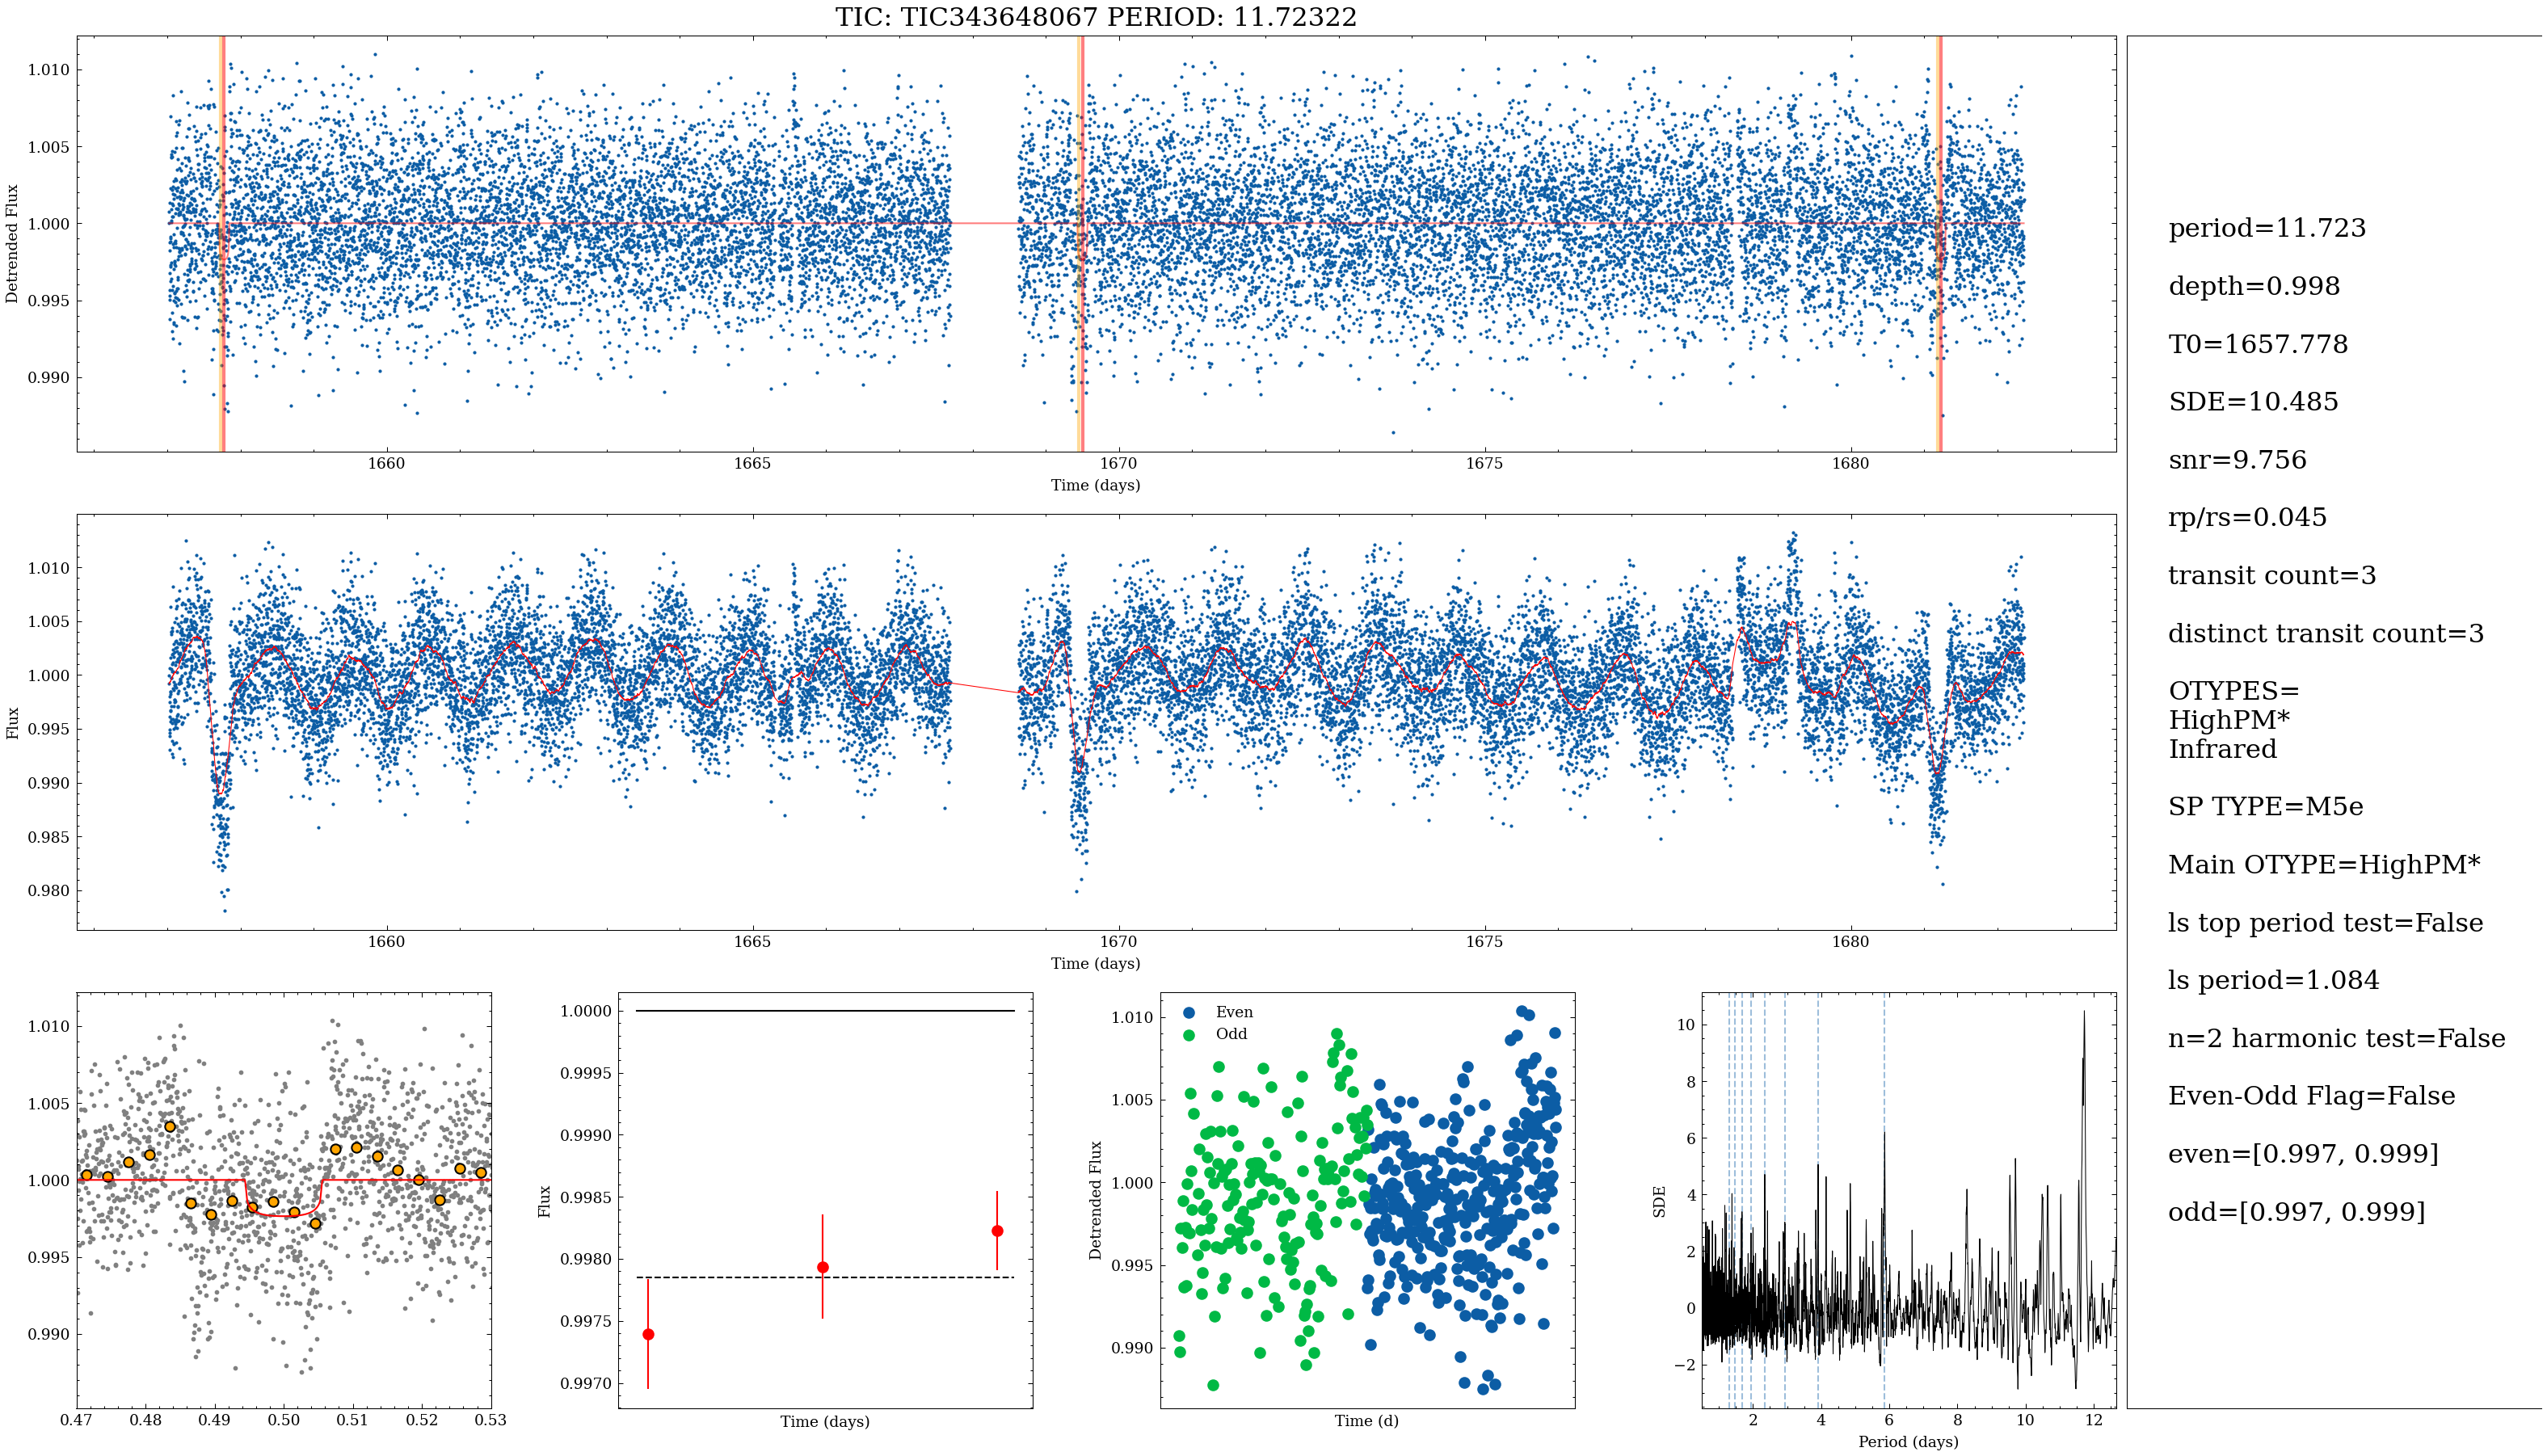 TIC: TIC343648067 PERIOD: 11.72322
1.010
1.005
1.000
0.995
0.990
Detrended Flux
1660
1665
1670
1675
1680
Time (days)
1.010
1.005
1.000
0.995
0.990
0.985
0.980
Flux
1660
1665
1670
1675
1680
Time (days)
1.010
1.005
1.000
0.995
0.990
0.47
0.48
0.49
0.50
0.51
0.52
0.53
1.0000
0.9995
0.9990
0.9985
0.9980
0.9975
0.9970
Flux
Time (days)
Even
Odd
1.010
1.005
1.000
0.995
0.990
Detrended Flux
Time (d)
10
8
6
4
2
0
−2
SDE
2
4
6
8
10
12
Period (days)
period=11.723
depth=0.998
T0=1657.778
SDE=10.485
snr=9.756
rp/rs=0.045
transit count=3
distinct transit count=3
OTYPES=
HighPM*
Infrared
SP TYPE=M5e
Main OTYPE=HighPM*
ls top period test=False
ls period=1.084
n=2 harmonic test=False
Even-Odd Flag=False
even=[0.997, 0.999]
odd=[0.997, 0.999]